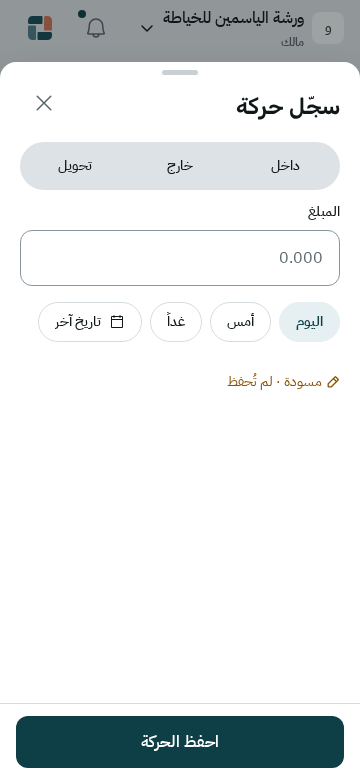 ورشة الياسمين للخياطة
و
مالك
سجّل حركة
داخل
خارج
تحويل
المبلغ
0.000
اليوم
أمس
غداً
تاريخ آخر
مسودة · لم تُحفظ
احفظ الحركة